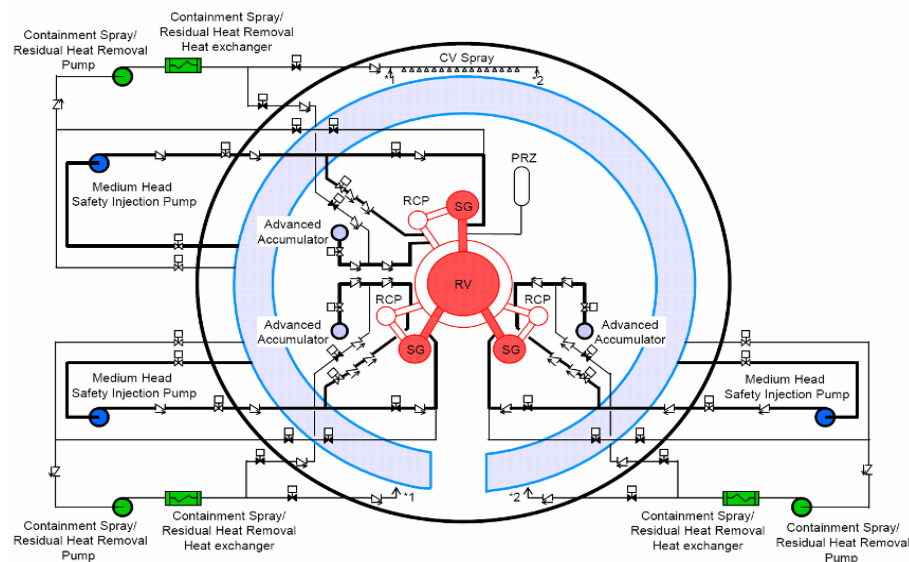 Containment Spray/
Residual Heat Removal
Heat exchanger
Containment Spray/
Residual Heat Removal
Pump
CV Spray
*1
*2
Medium Head
Safety Injection Pump
PRZ
RCP
SG
Advanced
Accumulator
RV
RCP
RCP
Advanced
Accumulator
Advanced
Accumulator
SG
SG
Medium Head
Safety Injection Pump
Medium Head
Safety Injection Pump
*1
*2
Containment Spray/
Residual Heat Removal
Pump
Containment Spray/
Residual Heat Removal
Heat exchanger
Containment Spray/
Residual Heat Removal
Heat exchanger
Containment Spray/
Residual Heat Removal
Pump